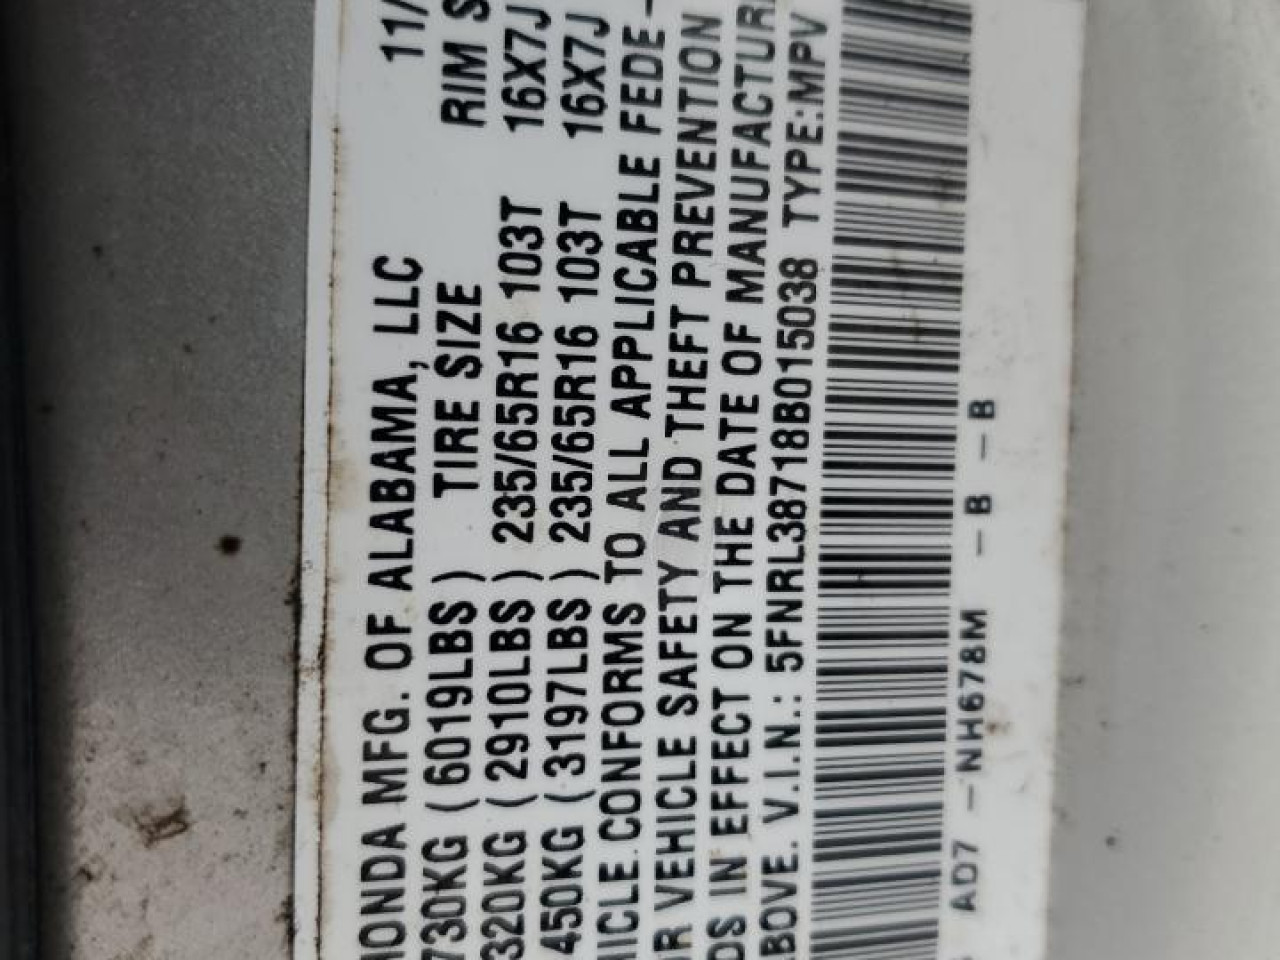 HONDA MFG. OF ALABAMA, LLC 11/
730KG (6019LBS) TIRE SIZE RIM S
320KG (2910LBS) 235/65R16 103T 16X7J
450KG (3197LBS) 235/65R16 103T 16X7J
HICLE CONFORMS TO ALL APPLICABLE FEDE-
OR VEHICLE SAFETY AND THEFT PREVENTION
DS IN EFFECT ON THE DATE OF MANUFACTUR
BOVE. V.I.N.: 5FNRL38718B015038 TYPE:MPV
AD7 -NH678M -B -B